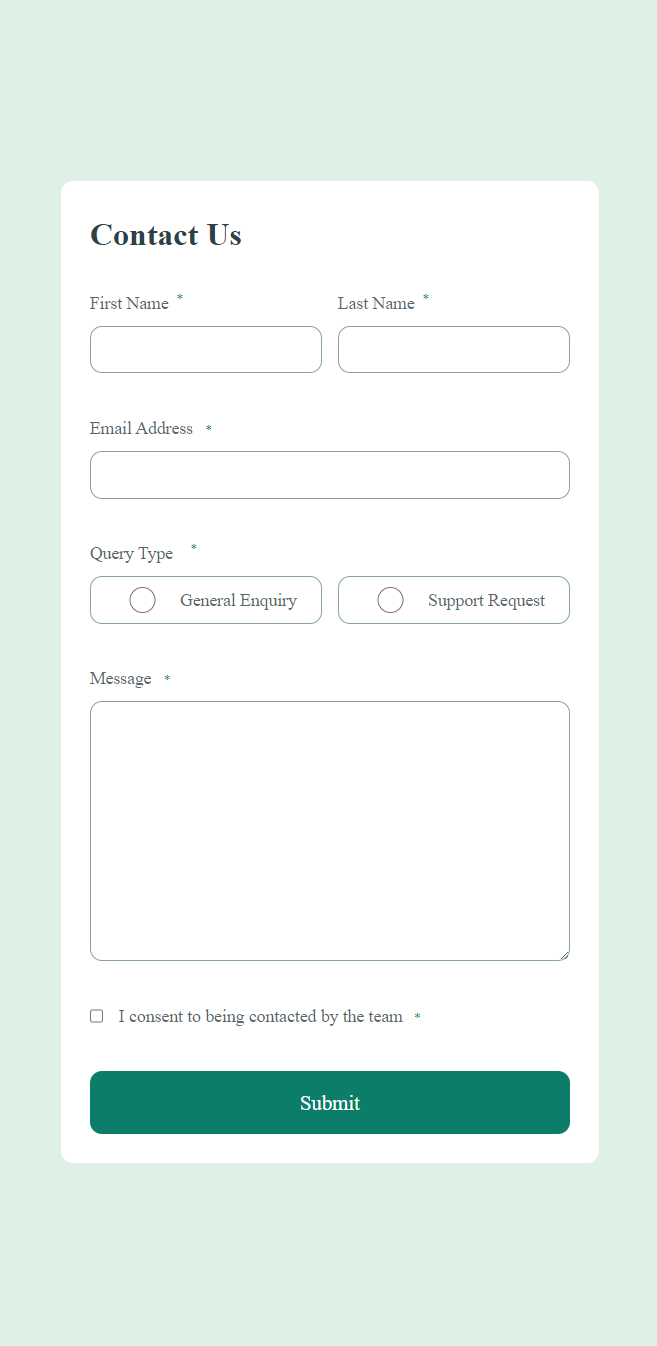 Contact Us
First Name * Last Name *
Email Address *
Query Type *
General Enquiry Support Request
Message *
I consent to being contacted by the team *
Submit